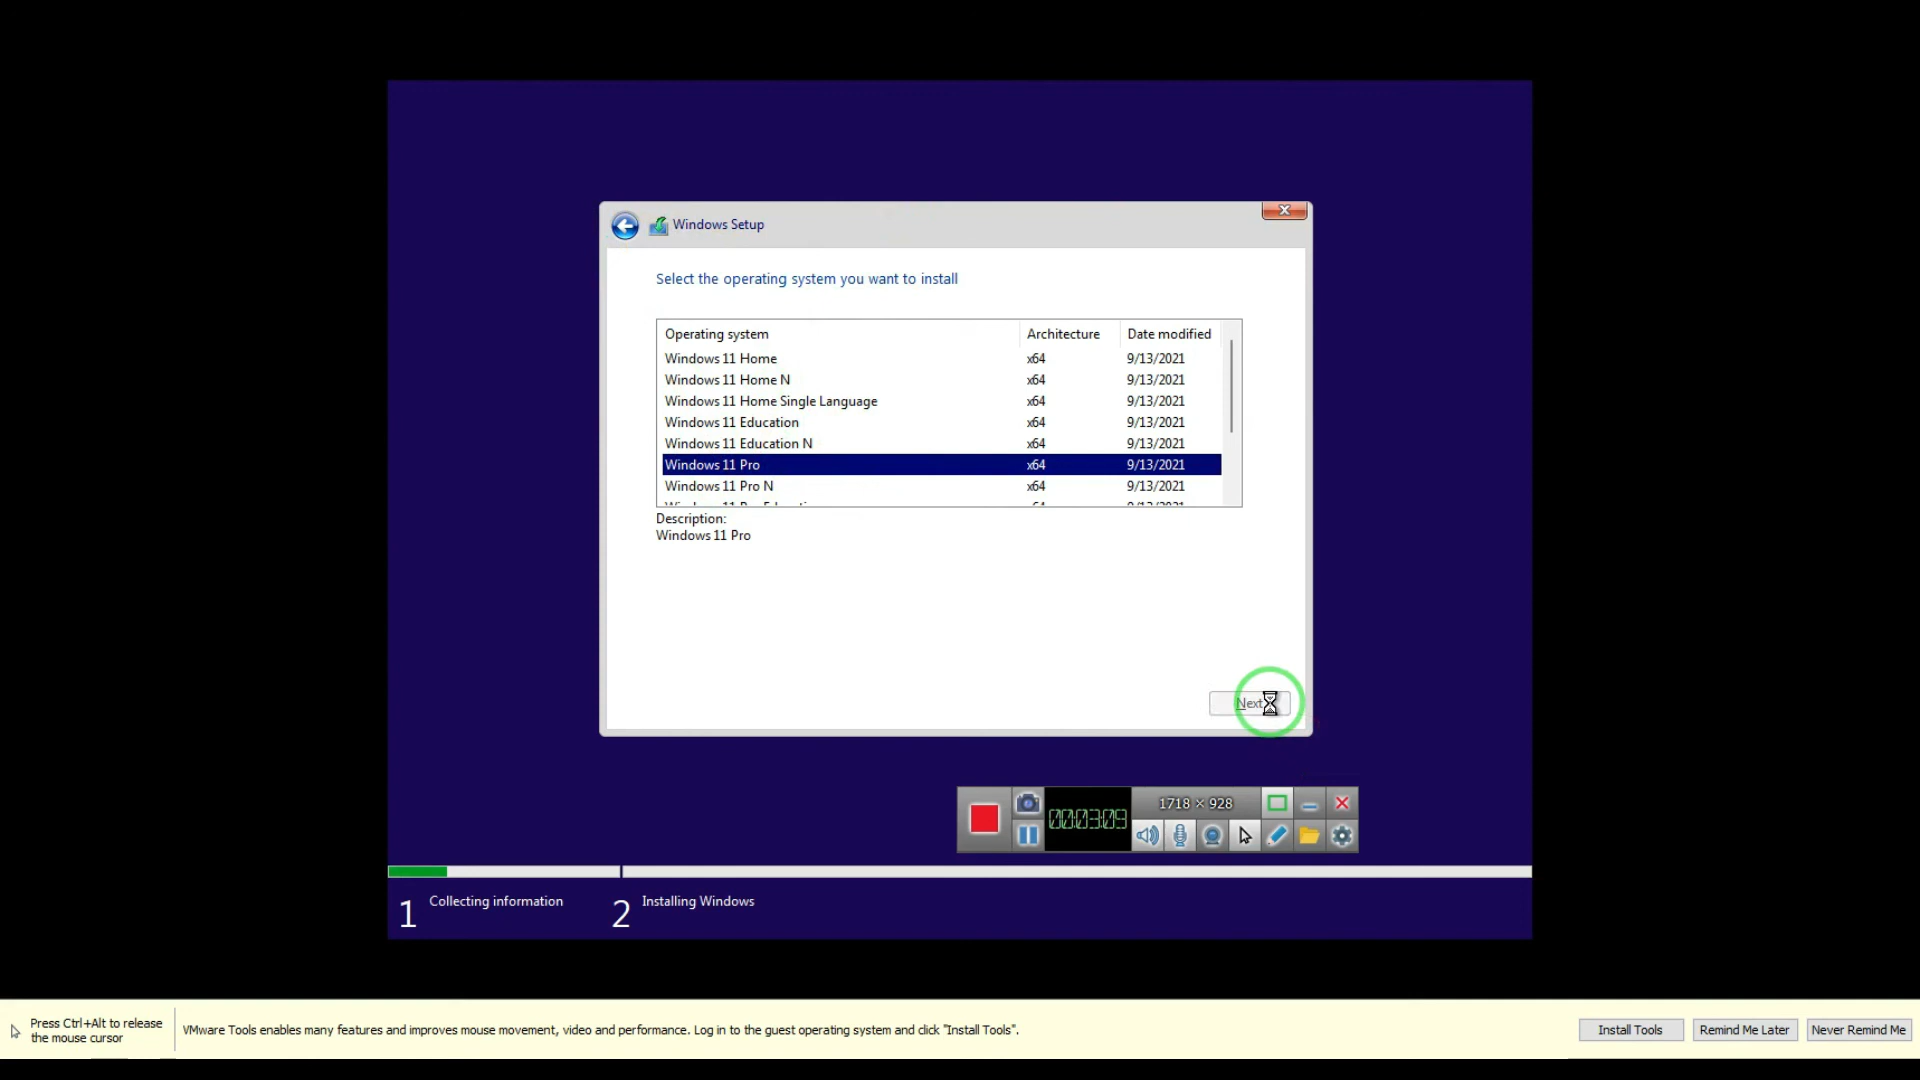 Windows Setup
Select the operating system you want to install
Operating system Architecture Date modified
Windows 11 Home x64 9/13/2021
Windows 11 Home N x64 9/13/2021
Windows 11 Home Single Language x64 9/13/2021
Windows 11 Education x64 9/13/2021
Windows 11 Education N x64 9/13/2021
Windows 11 Pro x64 9/13/2021
Windows 11 Pro N x64 9/13/2021
Description:
Windows 11 Pro
Next
00:03:09
1718 × 928
1 Collecting information 2 Installing Windows
Press Ctrl+Alt to release
the mouse cursor
VMware Tools enables many features and improves mouse movement, video and performance. Log in to the guest operating system and click "Install Tools".
Install Tools Remind Me Later Never Remind Me